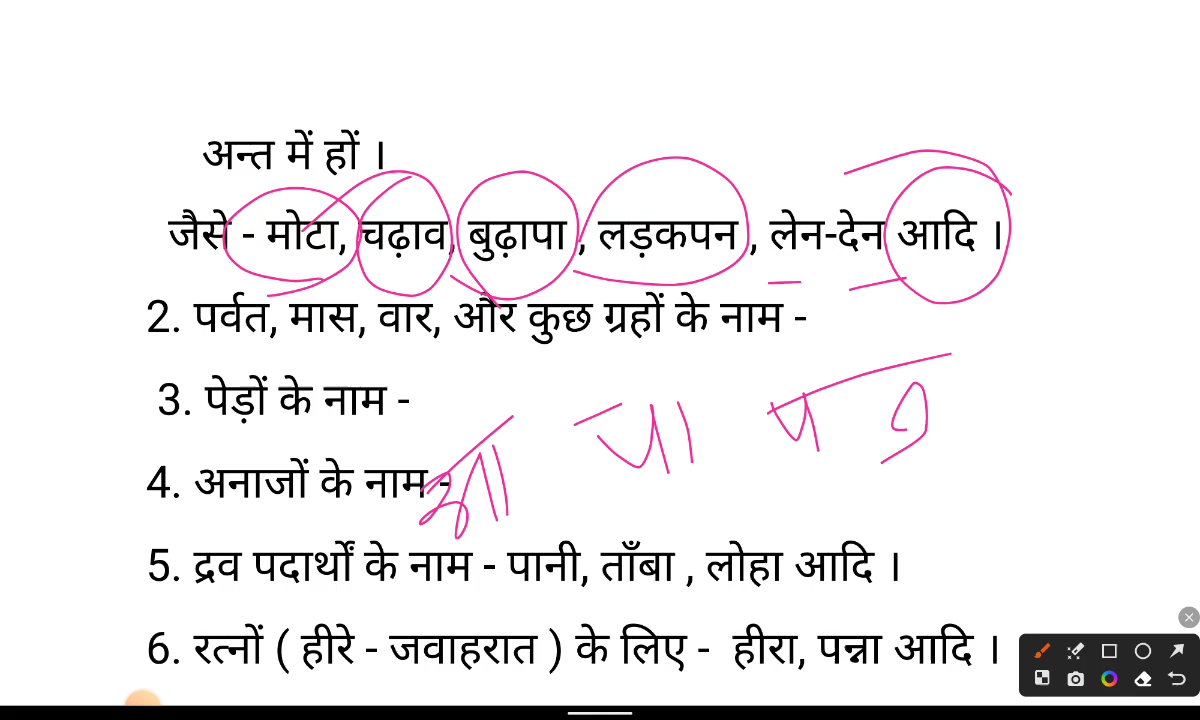 अन्त में हों ।
जैसे - मोटा, चढ़ाव, बुढ़ापा , लड़कपन , लेन-देन आदि ।
2. पर्वत, मास, वार, और कुछ ग्रहों के नाम -
3. पेड़ों के नाम -
4. अनाजों के नाम -
5. द्रव पदार्थों के नाम - पानी, ताँबा , लोहा आदि ।
6. रत्नों ( हीरे - जवाहरात ) के लिए - हीरा, पन्ना आदि ।